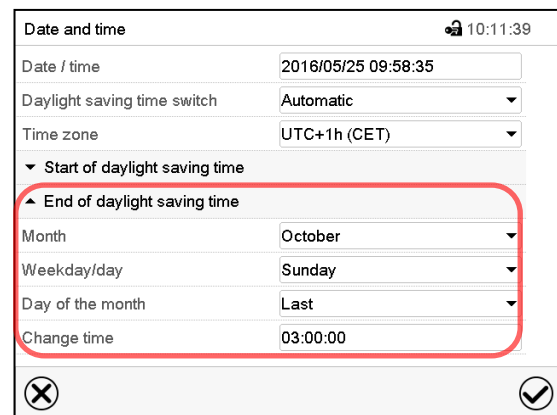 Date and time 10:11:39
Date / time 2016/05/25 09:58:35
Daylight saving time switch Automatic
Time zone UTC+1h (CET)
Start of daylight saving time
End of daylight saving time
Month October
Weekday/day Sunday
Day of the month Last
Change time 03:00:00